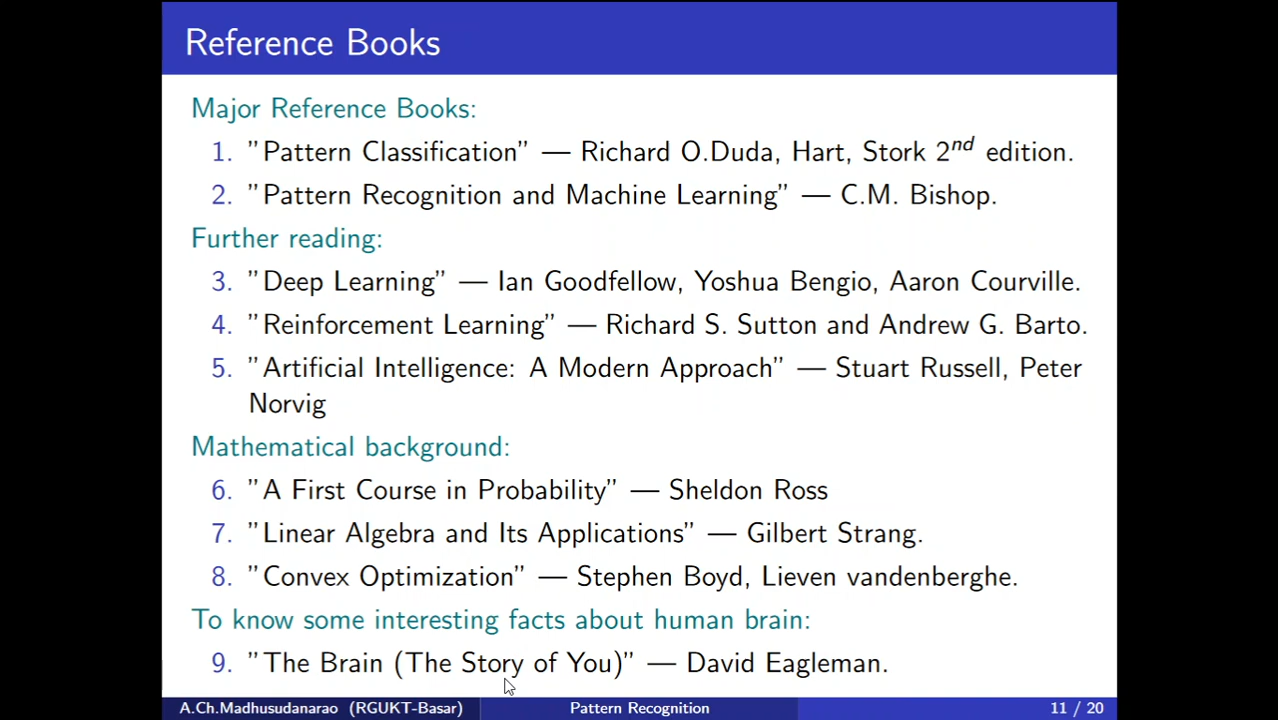 Reference Books
Major Reference Books:
1. ”Pattern Classification” — Richard O.Duda, Hart, Stork 2nd edition.
2. ”Pattern Recognition and Machine Learning” — C.M. Bishop.
Further reading:
3. ”Deep Learning” — Ian Goodfellow, Yoshua Bengio, Aaron Courville.
4. ”Reinforcement Learning” — Richard S. Sutton and Andrew G. Barto.
5. ”Artificial Intelligence: A Modern Approach” — Stuart Russell, Peter
Norvig
Mathematical background:
6. ”A First Course in Probability” — Sheldon Ross
7. ”Linear Algebra and Its Applications” — Gilbert Strang.
8. ”Convex Optimization” — Stephen Boyd, Lieven vandenberghe.
To know some interesting facts about human brain:
9. ”The Brain (The Story of You)” — David Eagleman.
A.Ch.Madhusudanarao (RGUKT-Basar) Pattern Recognition 11 / 20